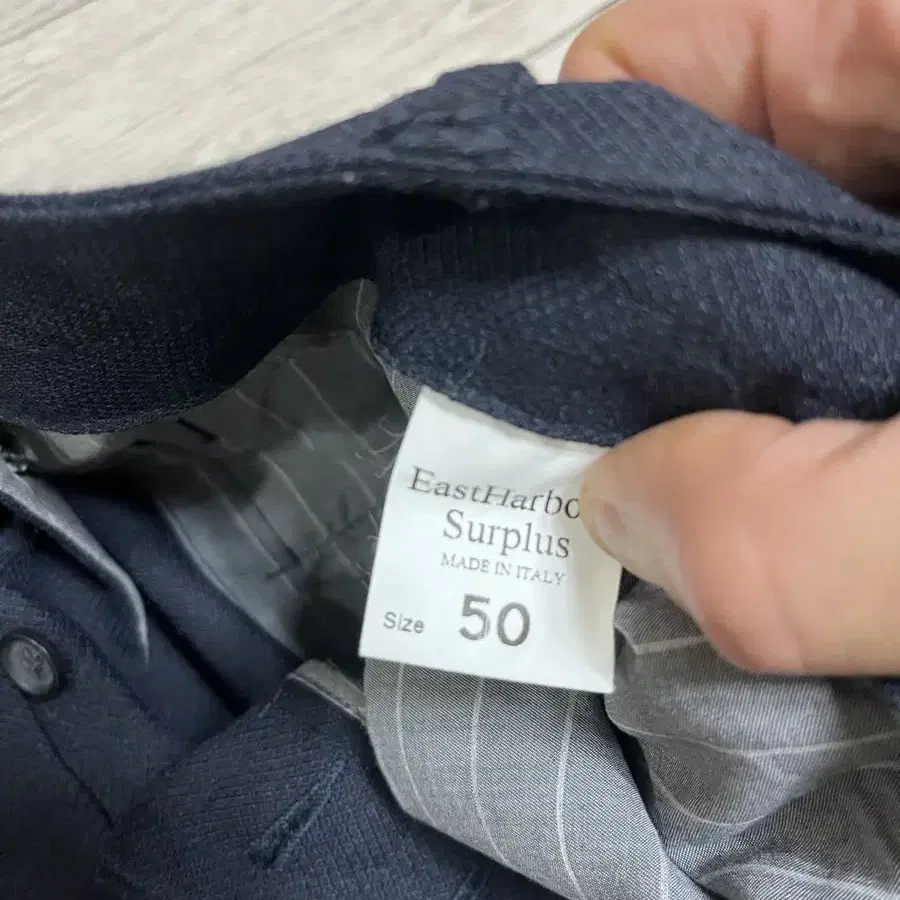 EastHarbo
Surplus
MADE IN ITALY
Size 50